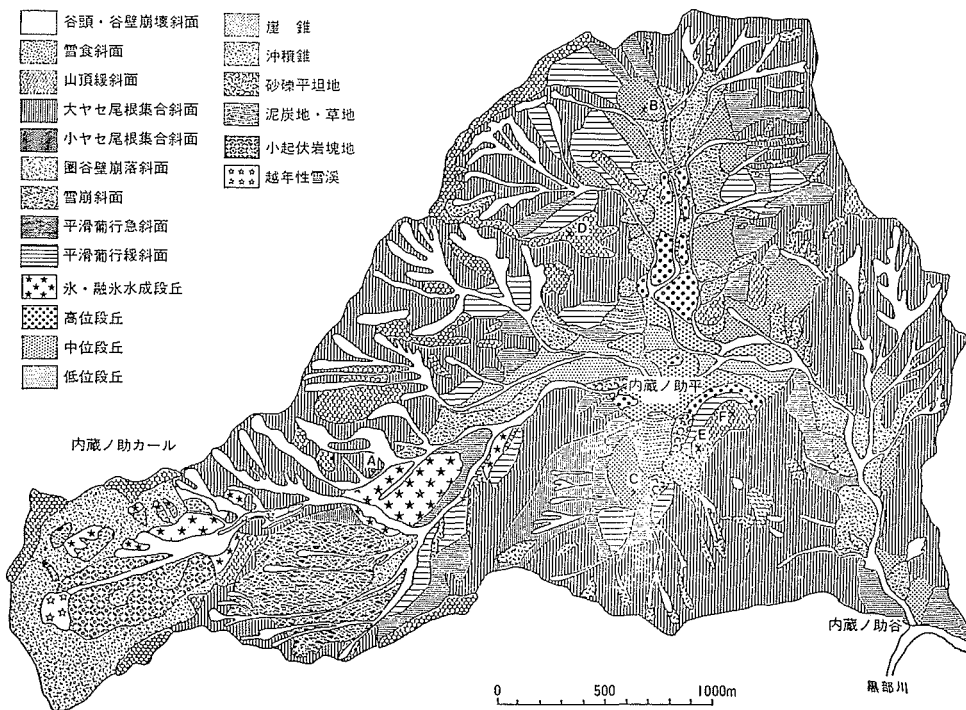 谷頭・谷壁崩壊斜面
雪食斜面
山頂緩斜面
大ヤセ尾根集合斜面
小ヤセ尾根集合斜面
圏谷壁崩落斜面
雪崩斜面
平滑葡行急斜面
平滑葡行緩斜面
氷・融氷水成段丘
高位段丘
中位段丘
低位段丘
崖錐
沖積錐
砂礫平坦地
泥炭地・草地
小起伏岩塊地
越年性雪渓
B
D
内蔵ノ助平
F
E
C
A
内蔵ノ助カール
内蔵ノ助谷
黒部川
0 500 1000m